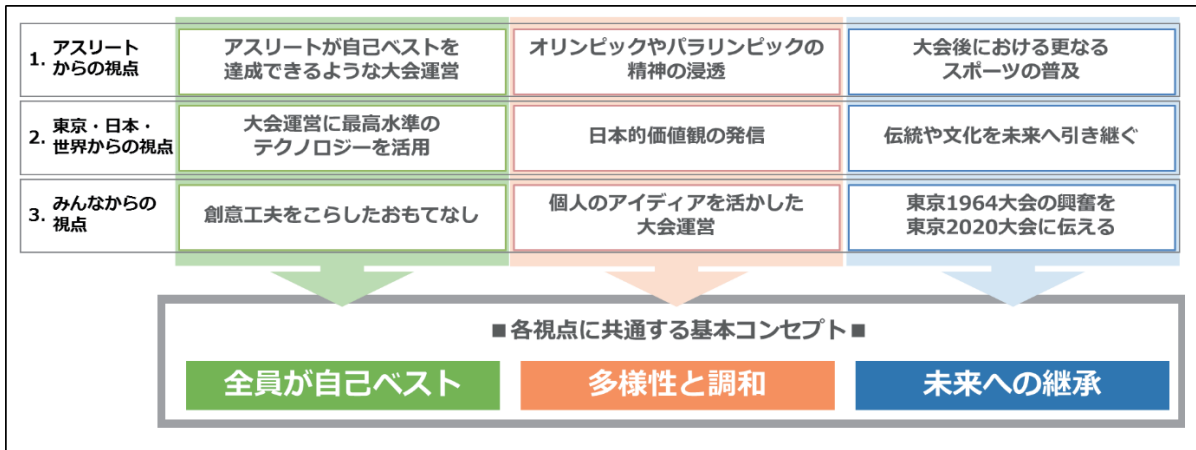 1. アスリート
からの視点
アスリートが自己ベストを
達成できるような大会運営
オリンピックやパラリンピックの
精神の浸透
大会後における更なる
スポーツの普及
2. 東京・日本・
世界からの視点
大会運営に最高水準の
テクノロジーを活用
日本的価値観の発信
伝統や文化を未来へ引き継ぐ
3. みんなからの
視点
創意工夫をこらしたおもてなし
個人のアイディアを活かした
大会運営
東京1964大会の興奮を
東京2020大会に伝える
■各視点に共通する基本コンセプト■
全員が自己ベスト
多様性と調和
未来への継承